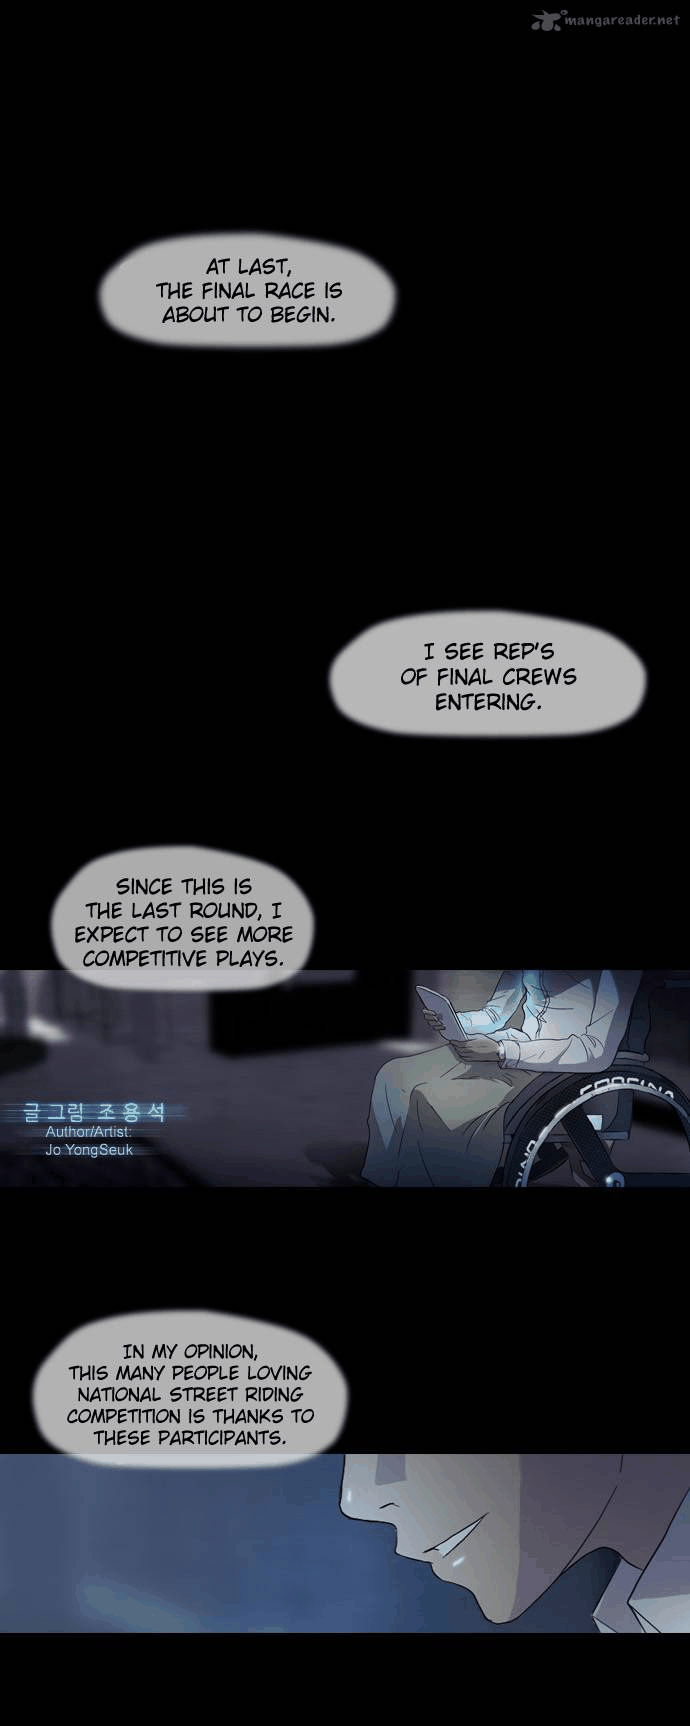 mangareader.net
AT LAST,
THE FINAL RACE IS
ABOUT TO BEGIN.
I SEE REP'S
OF FINAL CREWS
ENTERING.
SINCE THIS IS
THE LAST ROUND, I
EXPECT TO SEE MORE
COMPETITIVE PLAYS.
글 그림 조 용 석
Author/Artist:
Jo YongSeuk
IN MY OPINION,
THIS MANY PEOPLE LOVING
NATIONAL STREET RIDING
COMPETITION IS THANKS TO
THESE PARTICIPANTS.